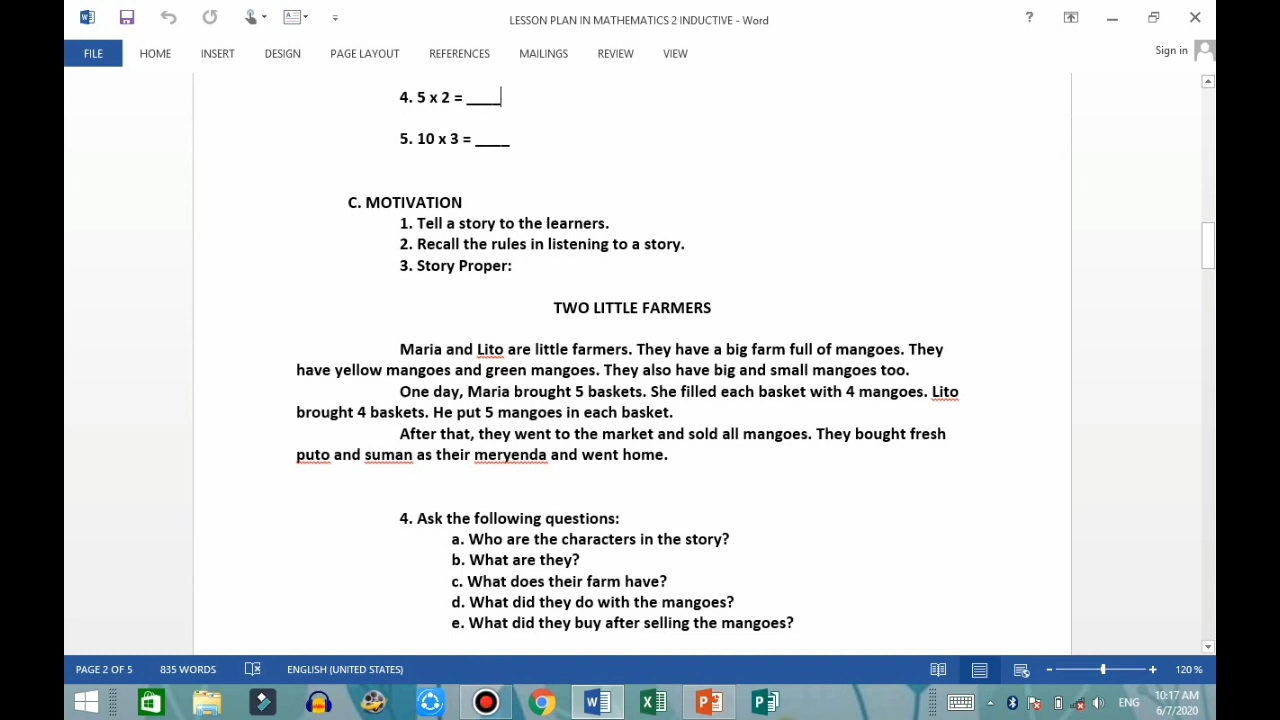 LESSON PLAN IN MATHEMATICS 2 INDUCTIVE - Word
Sign in
FILE HOME INSERT DESIGN PAGE LAYOUT REFERENCES MAILINGS REVIEW VIEW
4. 5 x 2 = ____
5. 10 x 3 = ____
C. MOTIVATION
1. Tell a story to the learners.
2. Recall the rules in listening to a story.
3. Story Proper:
TWO LITTLE FARMERS
Maria and Lito are little farmers. They have a big farm full of mangoes. They
have yellow mangoes and green mangoes. They also have big and small mangoes too.
One day, Maria brought 5 baskets. She filled each basket with 4 mangoes. Lito
brought 4 baskets. He put 5 mangoes in each basket.
After that, they went to the market and sold all mangoes. They bought fresh
puto and suman as their meryenda and went home.
4. Ask the following questions:
a. Who are the characters in the story?
b. What are they?
c. What does their farm have?
d. What did they do with the mangoes?
e. What did they buy after selling the mangoes?
PAGE 2 OF 5 835 WORDS ENGLISH (UNITED STATES) 120 %
ENG
10:17 AM
6/7/2020